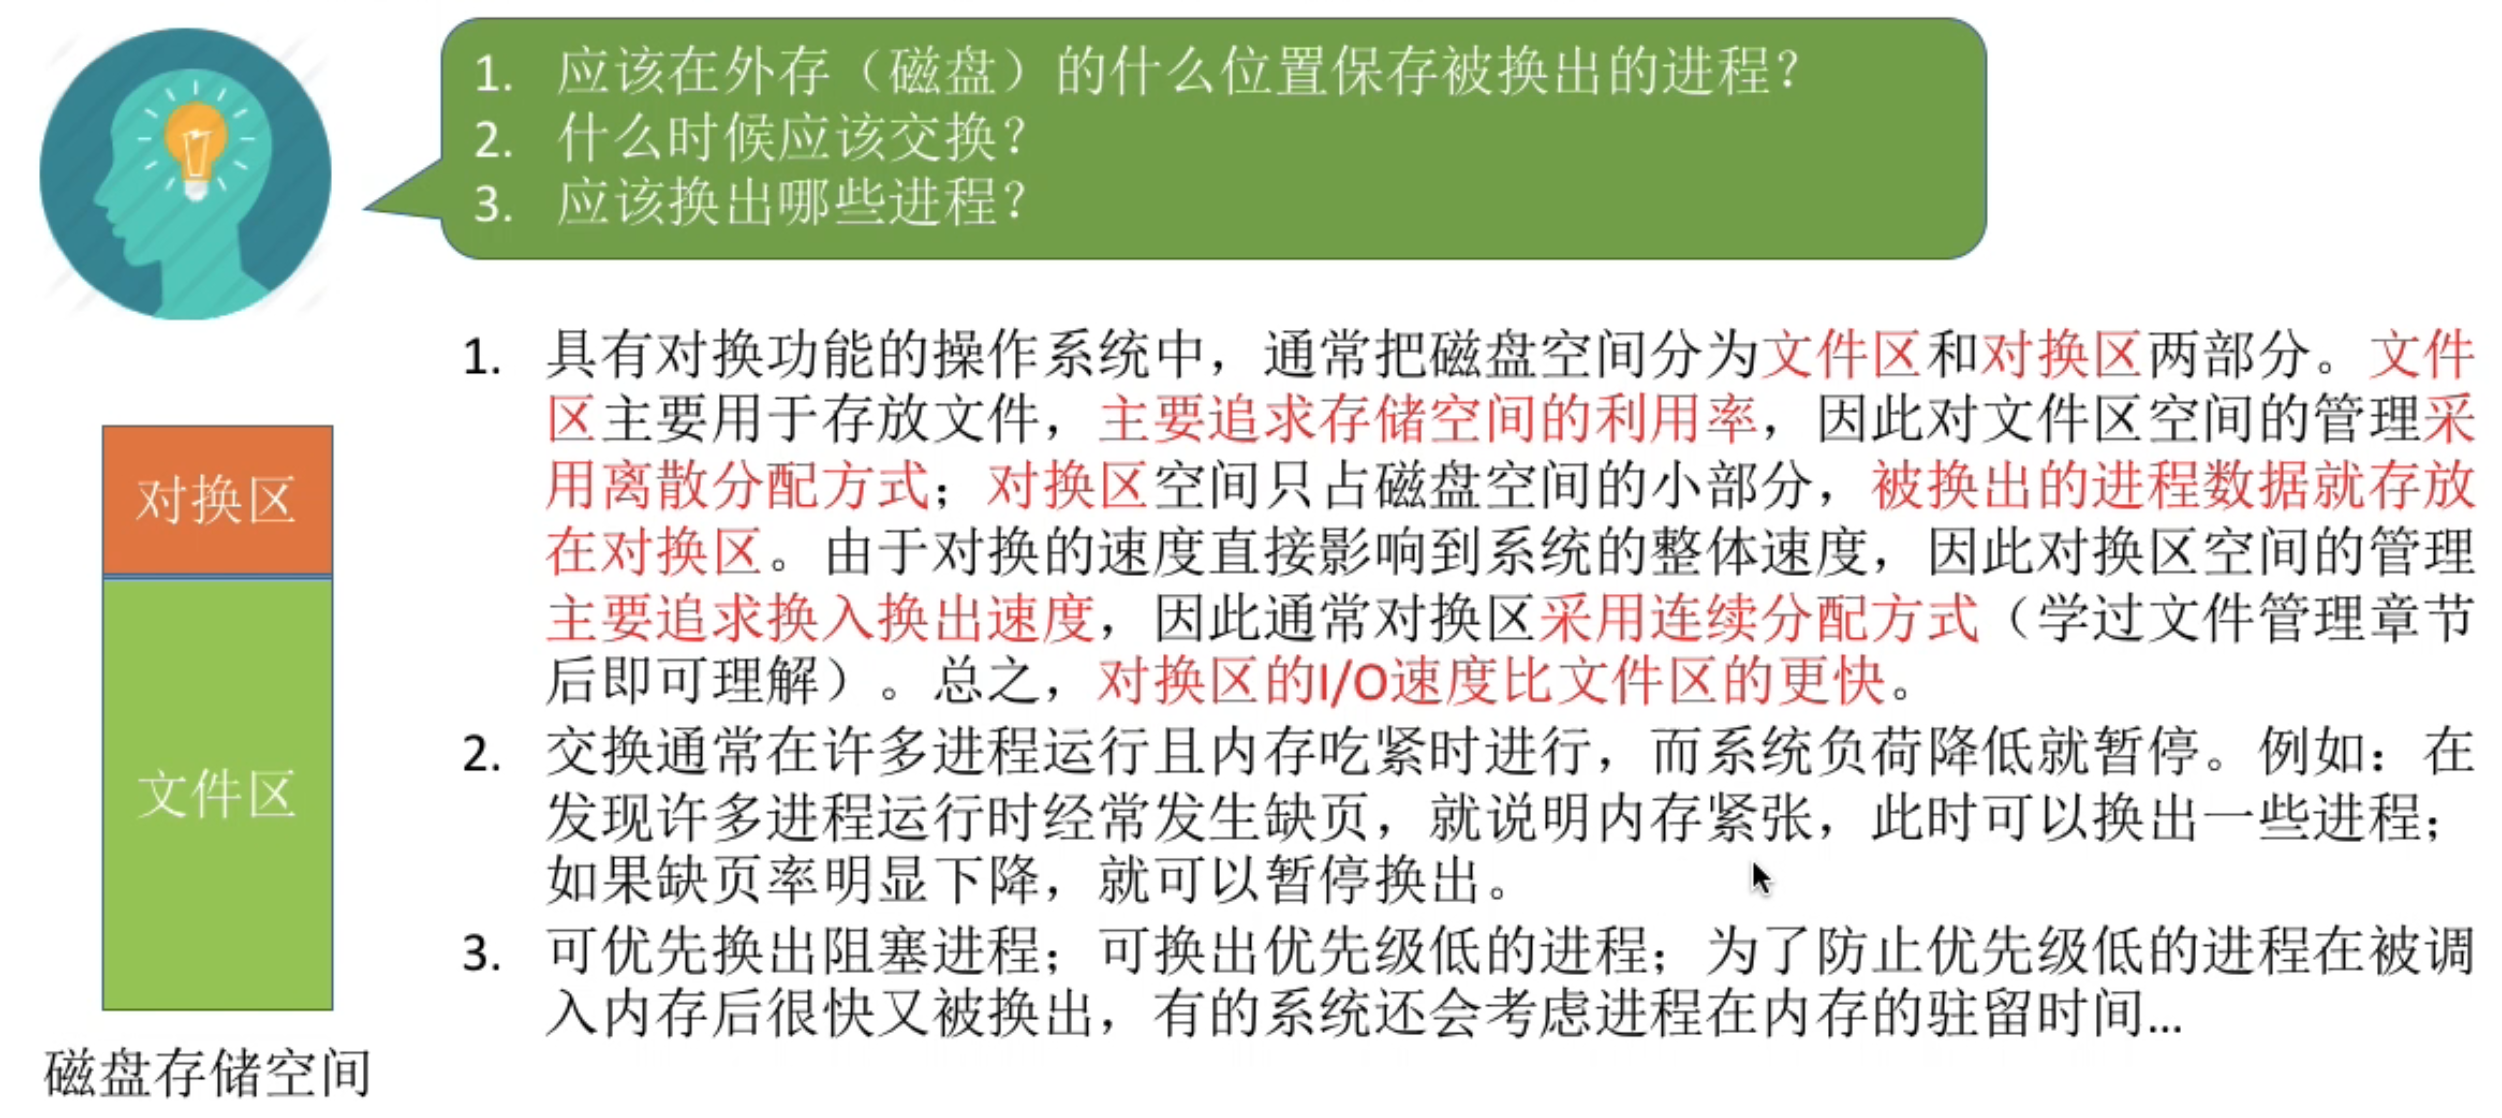 1. 应该在外存（磁盘）的什么位置保存被换出的进程？
2. 什么时候应该交换？
3. 应该换出哪些进程？
1. 具有对换功能的操作系统中，通常把磁盘空间分为文件区和对换区两部分。文件
区主要用于存放文件，主要追求存储空间的利用率，因此对文件区空间的管理采
用离散分配方式；对换区空间只占磁盘空间的小部分，被换出的进程数据就存放
在对换区。由于对换的速度直接影响到系统的整体速度，因此对换区空间的管理
主要追求换入换出速度，因此通常对换区采用连续分配方式（学过文件管理章节
后即可理解）。总之，对换区的I/O速度比文件区的更快。
2. 交换通常在许多进程运行且内存吃紧时进行，而系统负荷降低就暂停。例如：在
发现许多进程运行时经常发生缺页，就说明内存紧张，此时可以换出一些进程；
如果缺页率明显下降，就可以暂停换出。
3. 可优先换出阻塞进程；可换出优先级低的进程；为了防止优先级低的进程在被调
入内存后很快又被换出，有的系统还会考虑进程在内存的驻留时间...
对换区
文件区
磁盘存储空间